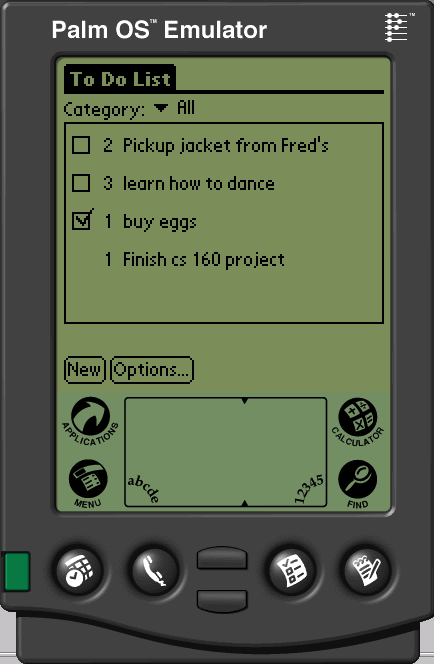 Palm OS™ Emulator
To Do List
Category: All
2 Pickup jacket from Fred's
3 learn how to dance
1 buy eggs
1 Finish cs 160 project
New Options...
APPLICATIONS
CALCULATOR
abcde
12345
MENU
FIND